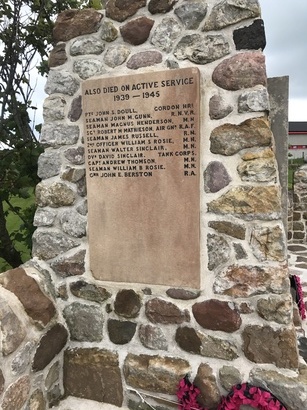 ALSO DIED ON ACTIVE SERVICE
1939 – 1945
PTE JOHN S. DOULL, GORDON HRS
SEAMAN JOHN M. GUNN, R.N.V.R.
SEAMAN MAGNUS HENDERSON, M.N.
SGT ROBERT H. MATHIESON, AIR GNR R.A.F.
SEAMAN JAMES RUSSELL, R.N.
2ND OFFICER WILLIAM S. ROSIE, M.N.
SEAMAN WALTER SINCLAIR, M.N.
DVR DAVID SINCLAIR, TANK CORPS.
CAPT ANDREW THOMSON, M.N.
SEAMAN WILLIAM B. ROSIE, M.N.
GNR JOHN E. BERSTON R.A.